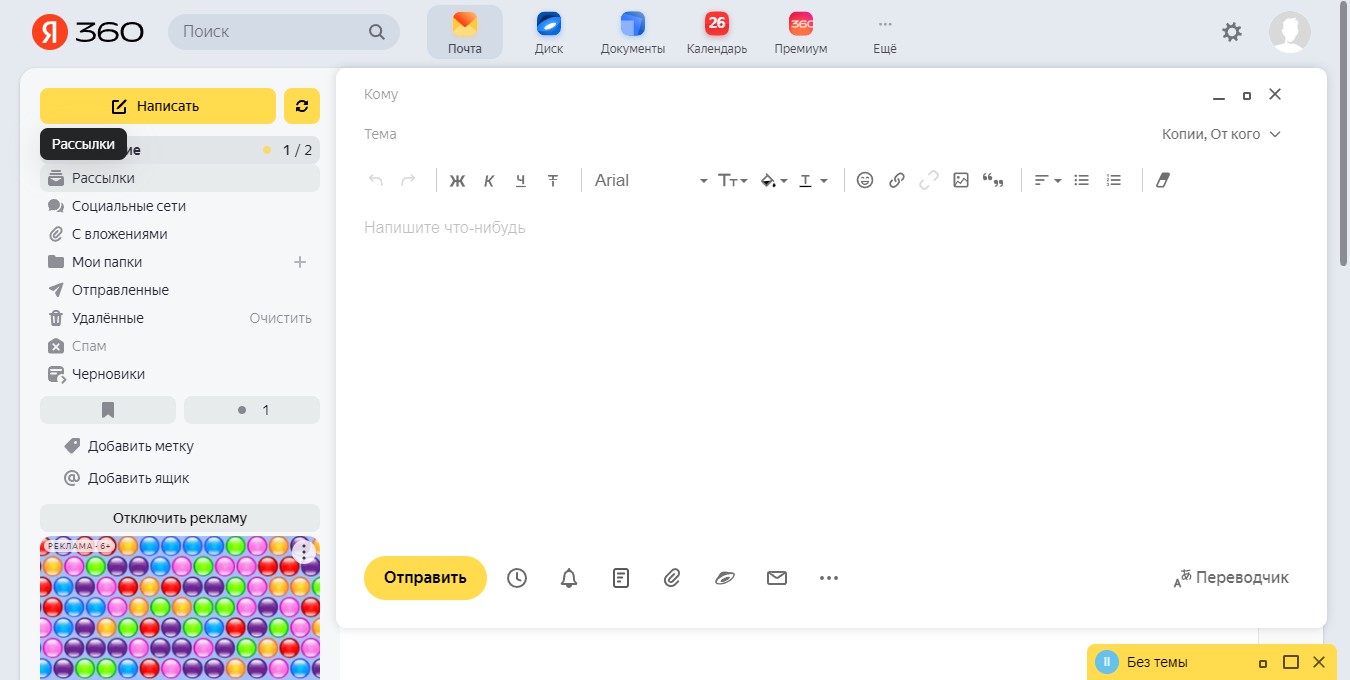 Я 360
Поиск
Почта
Диск
Документы
26
Календарь
360
Премиум
Ещё
Написать
Рассылки
ие
1 / 2
Рассылки
Социальные сети
С вложениями
Мои папки
Отправленные
Удалённые
Очистить
Спам
Черновики
1
Добавить метку
Добавить ящик
Отключить рекламу
РЕКЛАМА · 6+
Кому
Тема
Копии, От кого
Ж К Ч Т Arial Тт Т
Напишите что-нибудь
Отправить
Переводчик
Без темы